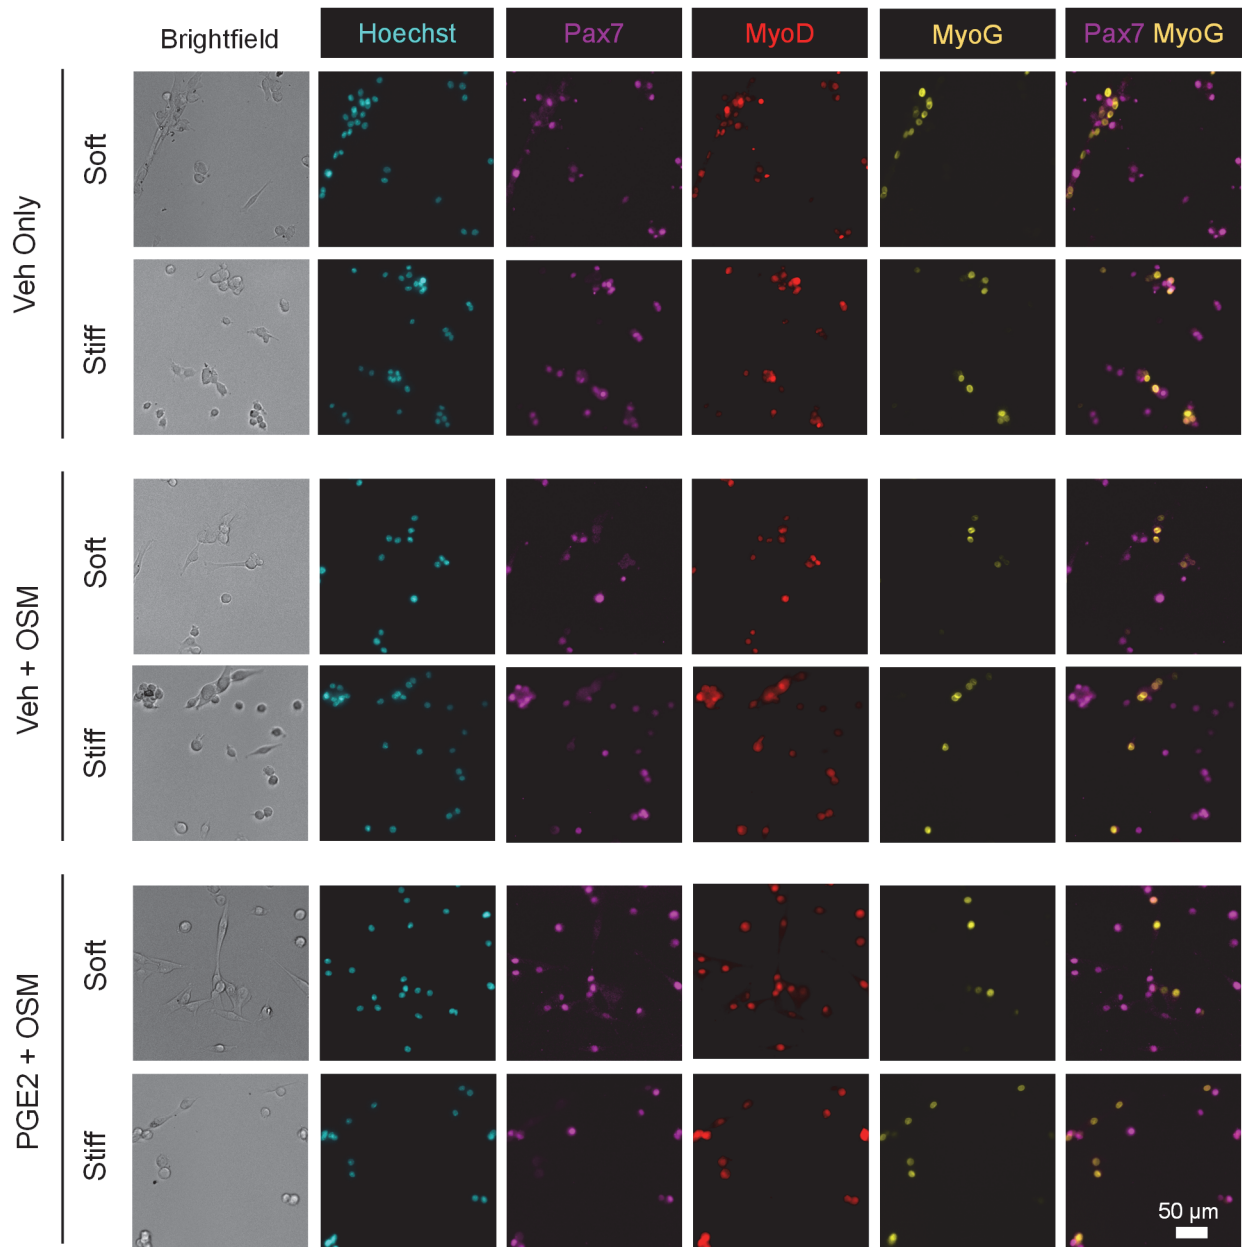 Brightfield
Hoechst
Pax7
MyoD
MyoG
Pax7 MyoG
Veh Only
Soft
Stiff
Veh + OSM
Soft
Stiff
PGE2 + OSM
Soft
Stiff
50 µm